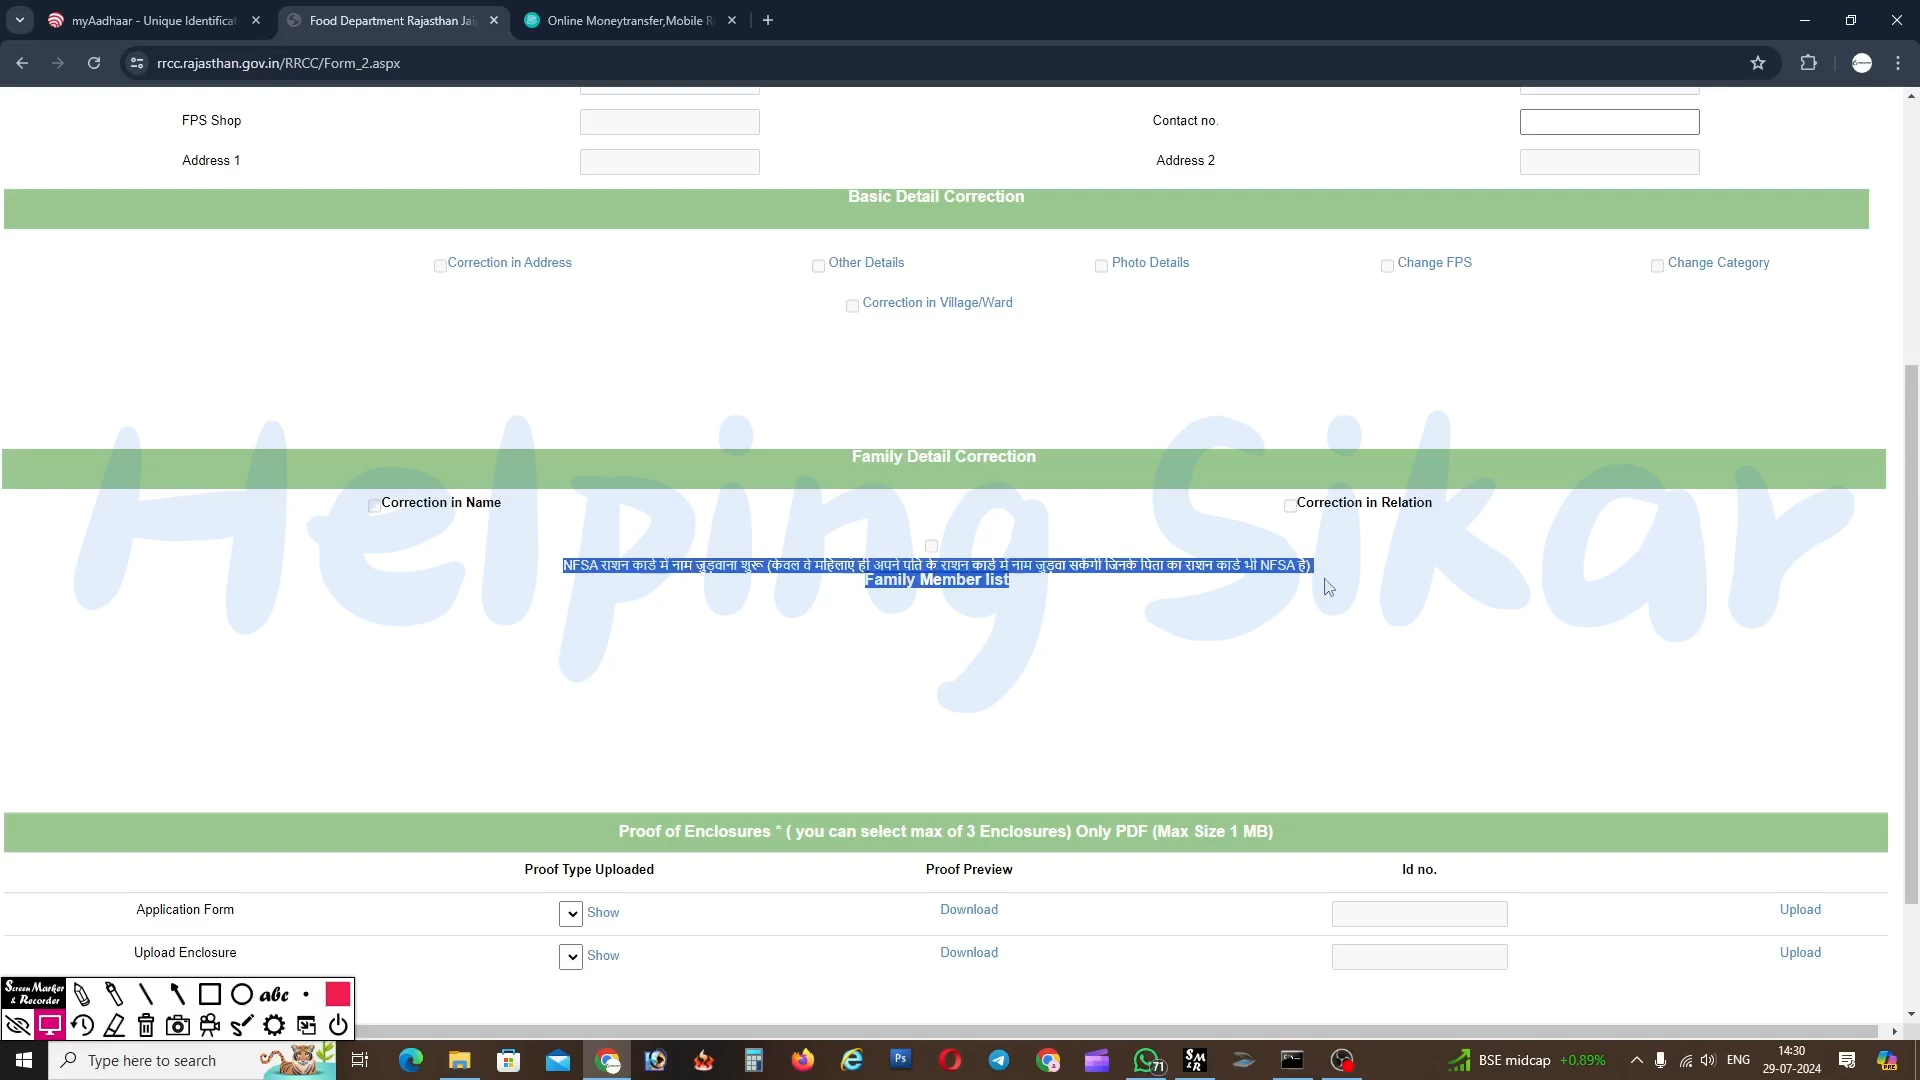 myAadhaar - Unique Identificat
Food Department Rajasthan Jai
Online Moneytransfer,Mobile R
rrcc.rajasthan.gov.in/RRCC/Form_2.aspx
FPS Shop
Contact no.
Address 1
Address 2
Basic Detail Correction
Correction in Address
Other Details
Photo Details
Change FPS
Change Category
Correction in Village/Ward
Helping Sikar
Family Detail Correction
Correction in Name
Correction in Relation
NFSA राशन कार्ड में नाम जुड़वाना शुरू (केवल वे महिलाएं ही अपने पति के राशन कार्ड में नाम जुड़वा सकेंगी जिनके पिता का राशन कार्ड भी NFSA है)
Family Member list
Proof of Enclosures * ( you can select max of 3 Enclosures) Only PDF (Max Size 1 MB)
Proof Type Uploaded
Proof Preview
Id no.
Application Form
Show
Download
Upload
Upload Enclosure
Show
Download
Upload
Screen Marker
& Recorder
abc
Type here to search
Ps
71
SM
&R
BSE midcap +0.89%
ENG
14:30
29-07-2024
PRE